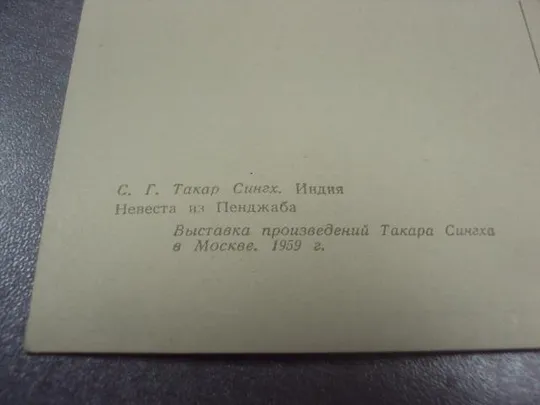 С. Г. Такар Сингх. Индия
Невеста из Пенджаба
Выставка произведений Такара Сингха
в Москве. 1959 г.